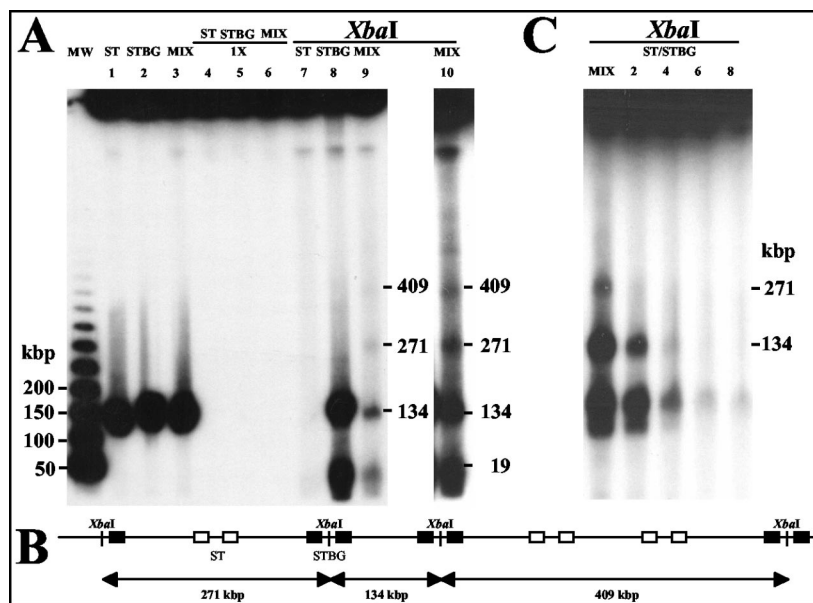 A
ST STBG MIX
XbaI
C
XbaI
MW ST STBG MIX 1X ST STBG MIX MIX ST/STBG
1 2 3 4 5 6 7 8 9 10 MIX 2 4 6 8
kbp
409 409 271
271 271 134
kbp
200
150
100
50
134 134
19
B
XbaI XbaI XbaI XbaI
ST STBG
271 kbp 134 kbp 409 kbp